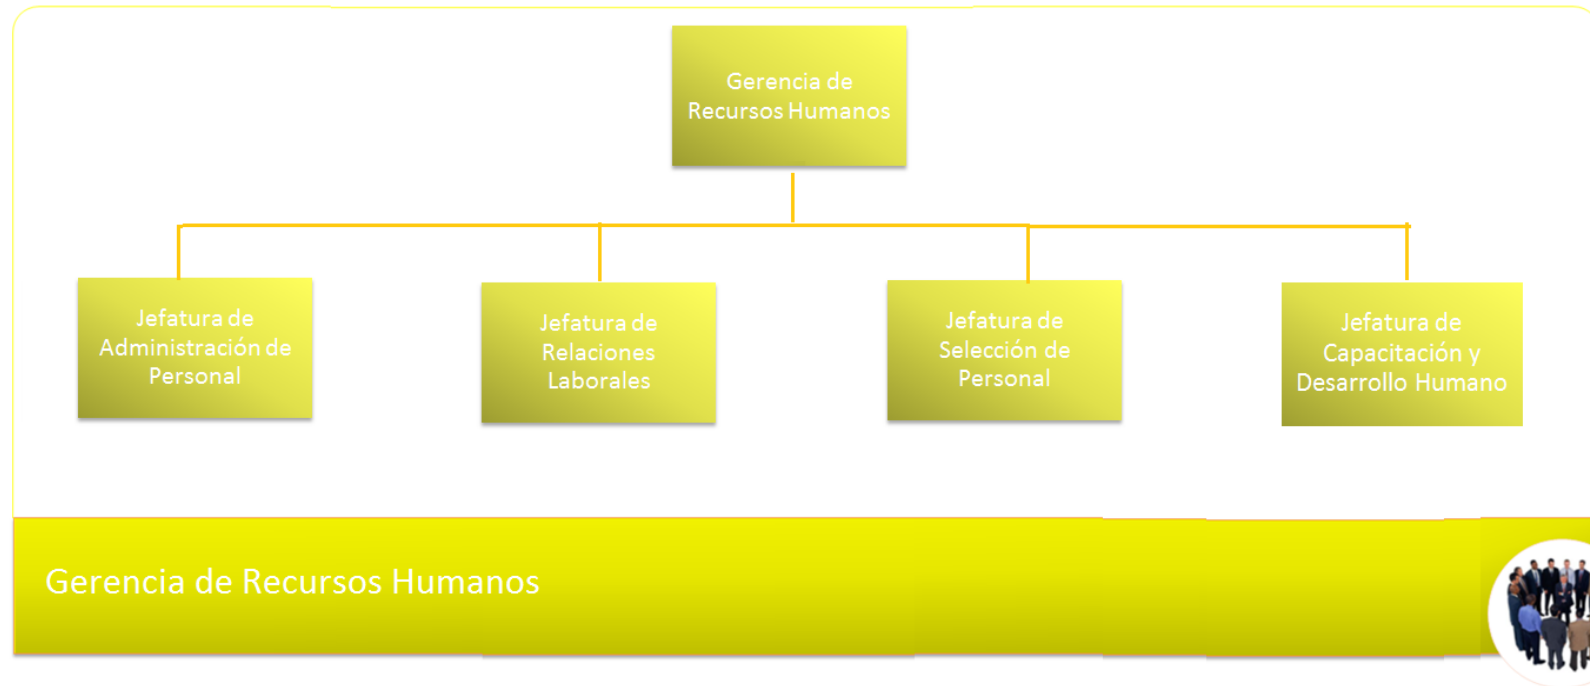 Gerencia de
Recursos Humanos
Jefatura de
Administración de
Personal
Jefatura de
Relaciones
Laborales
Jefatura de
Selección de
Personal
Jefatura de
Capacitación y
Desarrollo Humano
Gerencia de Recursos Humanos